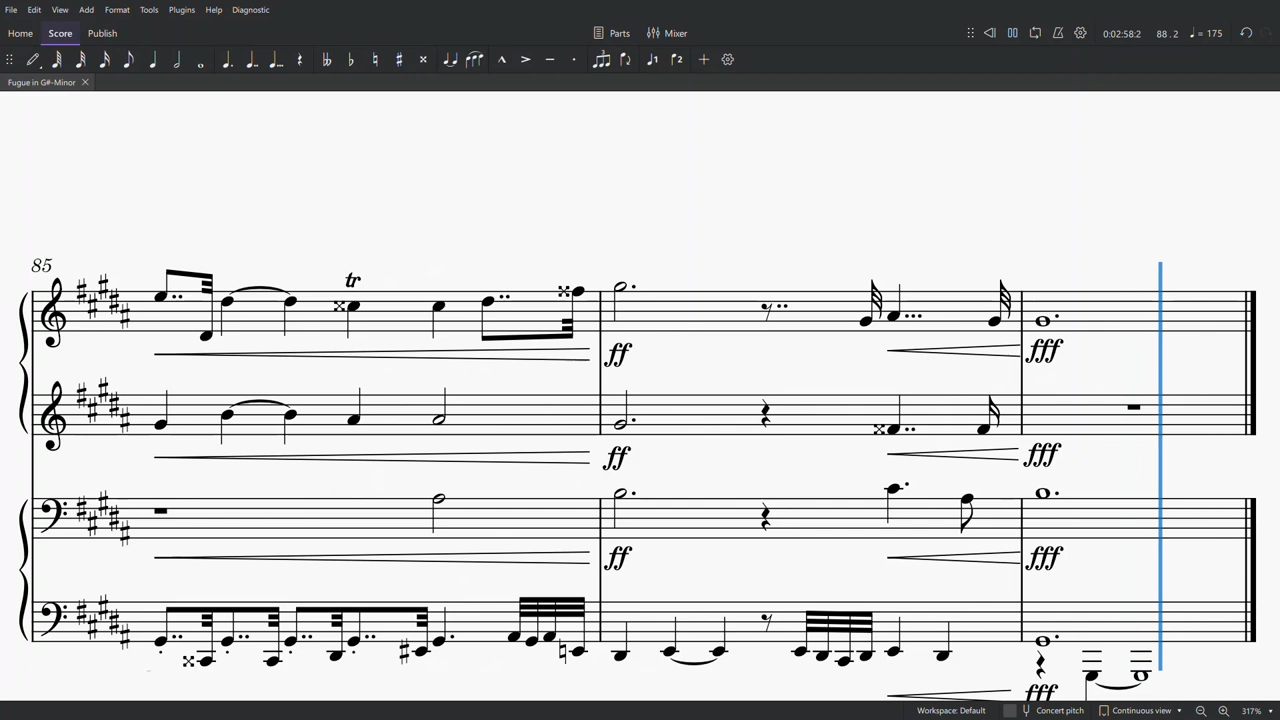 File Edit View Add Format Tools Plugins Help Diagnostic
Home Score Publish Parts Mixer 0:02:58:2 88 . 2 = 175
Fugue in G#-Minor
85
tr
ff fff
ff fff
ff fff
fff
Workspace: Default Concert pitch Continuous view 317%